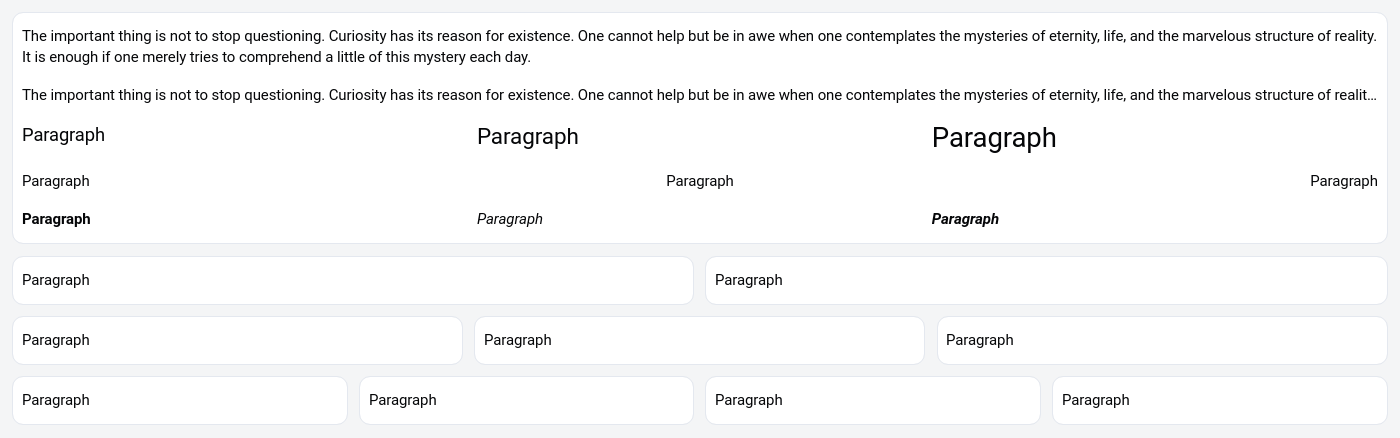 The important thing is not to stop questioning. Curiosity has its reason for existence. One cannot help but be in awe when one contemplates the mysteries of eternity, life, and the marvelous structure of reality.
It is enough if one merely tries to comprehend a little of this mystery each day.
The important thing is not to stop questioning. Curiosity has its reason for existence. One cannot help but be in awe when one contemplates the mysteries of eternity, life, and the marvelous structure of realit...
Paragraph Paragraph Paragraph
Paragraph Paragraph Paragraph
Paragraph Paragraph Paragraph
Paragraph Paragraph
Paragraph Paragraph Paragraph
Paragraph Paragraph Paragraph Paragraph